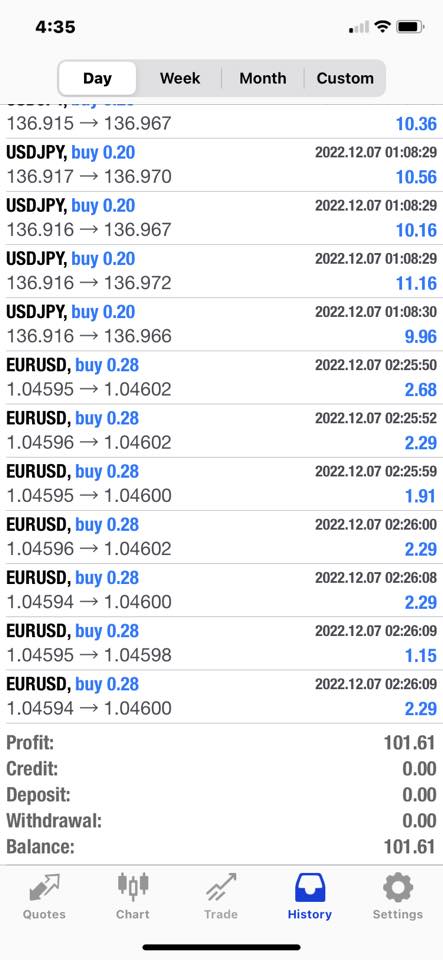 4:35
Day Week Month Custom
136.915 → 136.967 10.36
USDJPY, buy 0.20 2022.12.07 01:08:29
136.917 → 136.970 10.56
USDJPY, buy 0.20 2022.12.07 01:08:29
136.916 → 136.967 10.16
USDJPY, buy 0.20 2022.12.07 01:08:29
136.916 → 136.972 11.16
USDJPY, buy 0.20 2022.12.07 01:08:30
136.916 → 136.966 9.96
EURUSD, buy 0.28 2022.12.07 02:25:50
1.04595 → 1.04602 2.68
EURUSD, buy 0.28 2022.12.07 02:25:52
1.04596 → 1.04602 2.29
EURUSD, buy 0.28 2022.12.07 02:25:59
1.04595 → 1.04600 1.91
EURUSD, buy 0.28 2022.12.07 02:26:00
1.04596 → 1.04602 2.29
EURUSD, buy 0.28 2022.12.07 02:26:08
1.04594 → 1.04600 2.29
EURUSD, buy 0.28 2022.12.07 02:26:09
1.04595 → 1.04598 1.15
EURUSD, buy 0.28 2022.12.07 02:26:09
1.04594 → 1.04600 2.29
Profit: 101.61
Credit: 0.00
Deposit: 0.00
Withdrawal: 0.00
Balance: 101.61
Quotes Chart Trade History Settings